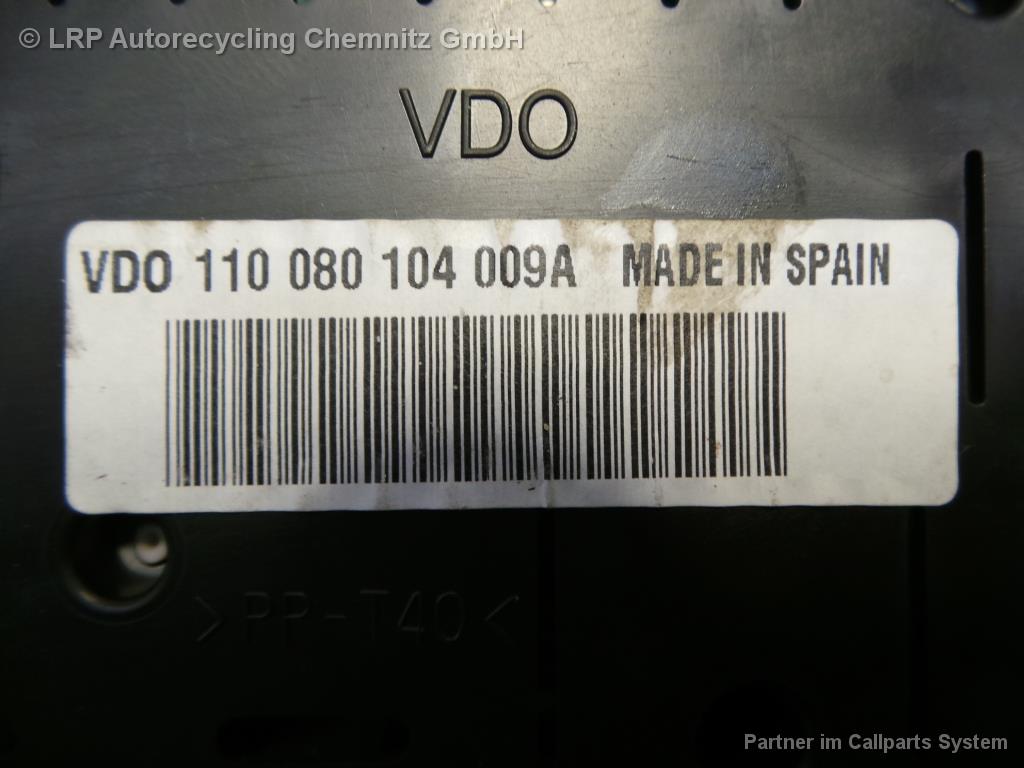 © LRP Autorecycling Chemnitz GmbH
VDO
VDO 110 080 104 009A MADE IN SPAIN
>PP-T40<
Partner im Callparts System